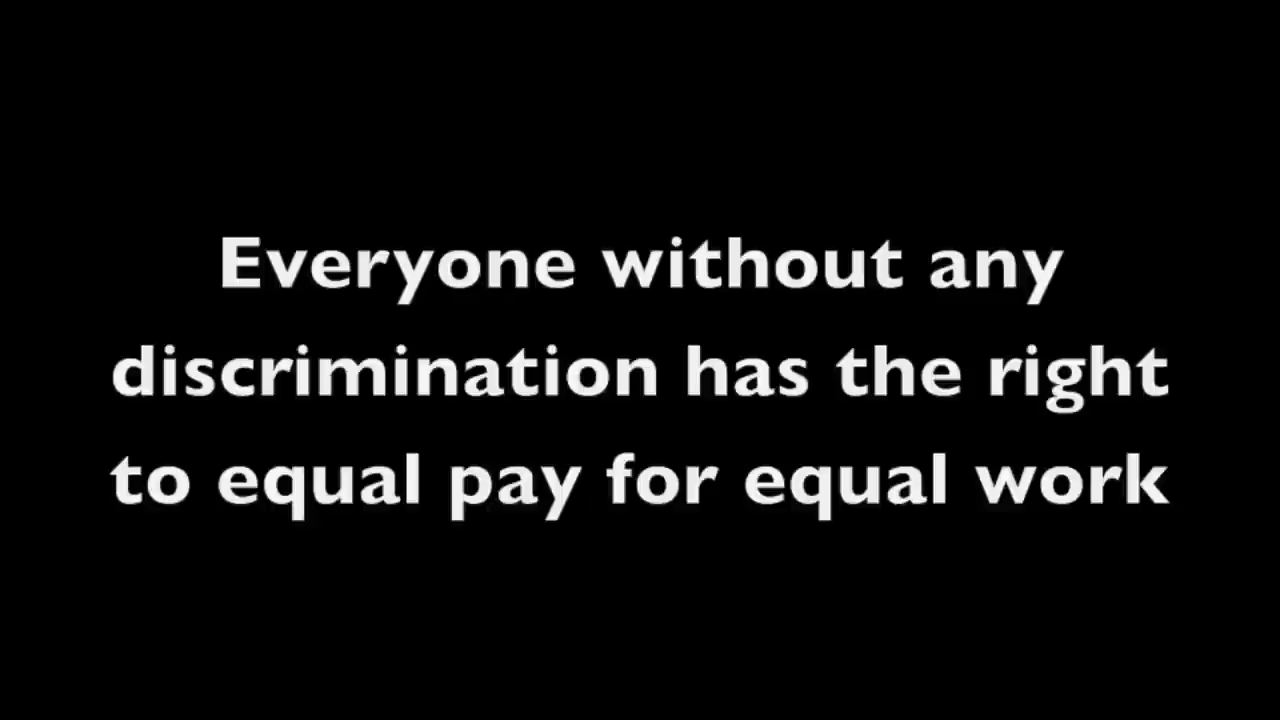 Everyone without any
discrimination has the right
to equal pay for equal work